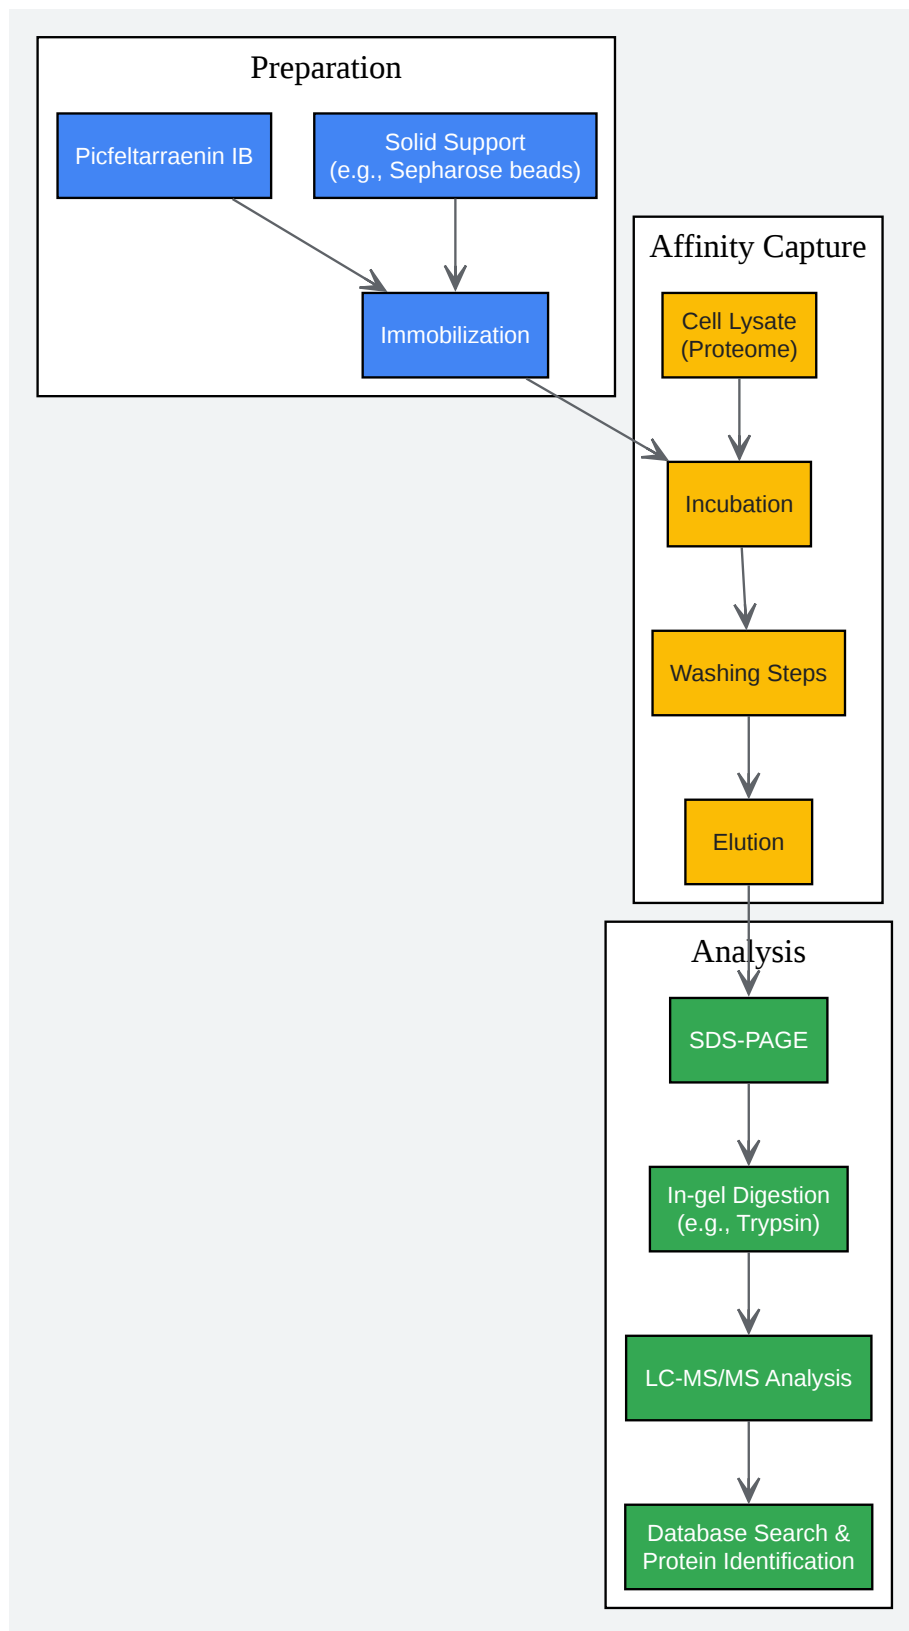 Preparation
Picfeltarraenin IB
Solid Support
(e.g., Sepharose beads)
Immobilization
Affinity Capture
Cell Lysate
(Proteome)
Incubation
Washing Steps
Elution
Analysis
SDS-PAGE
In-gel Digestion
(e.g., Trypsin)
LC-MS/MS Analysis
Database Search &
Protein Identification